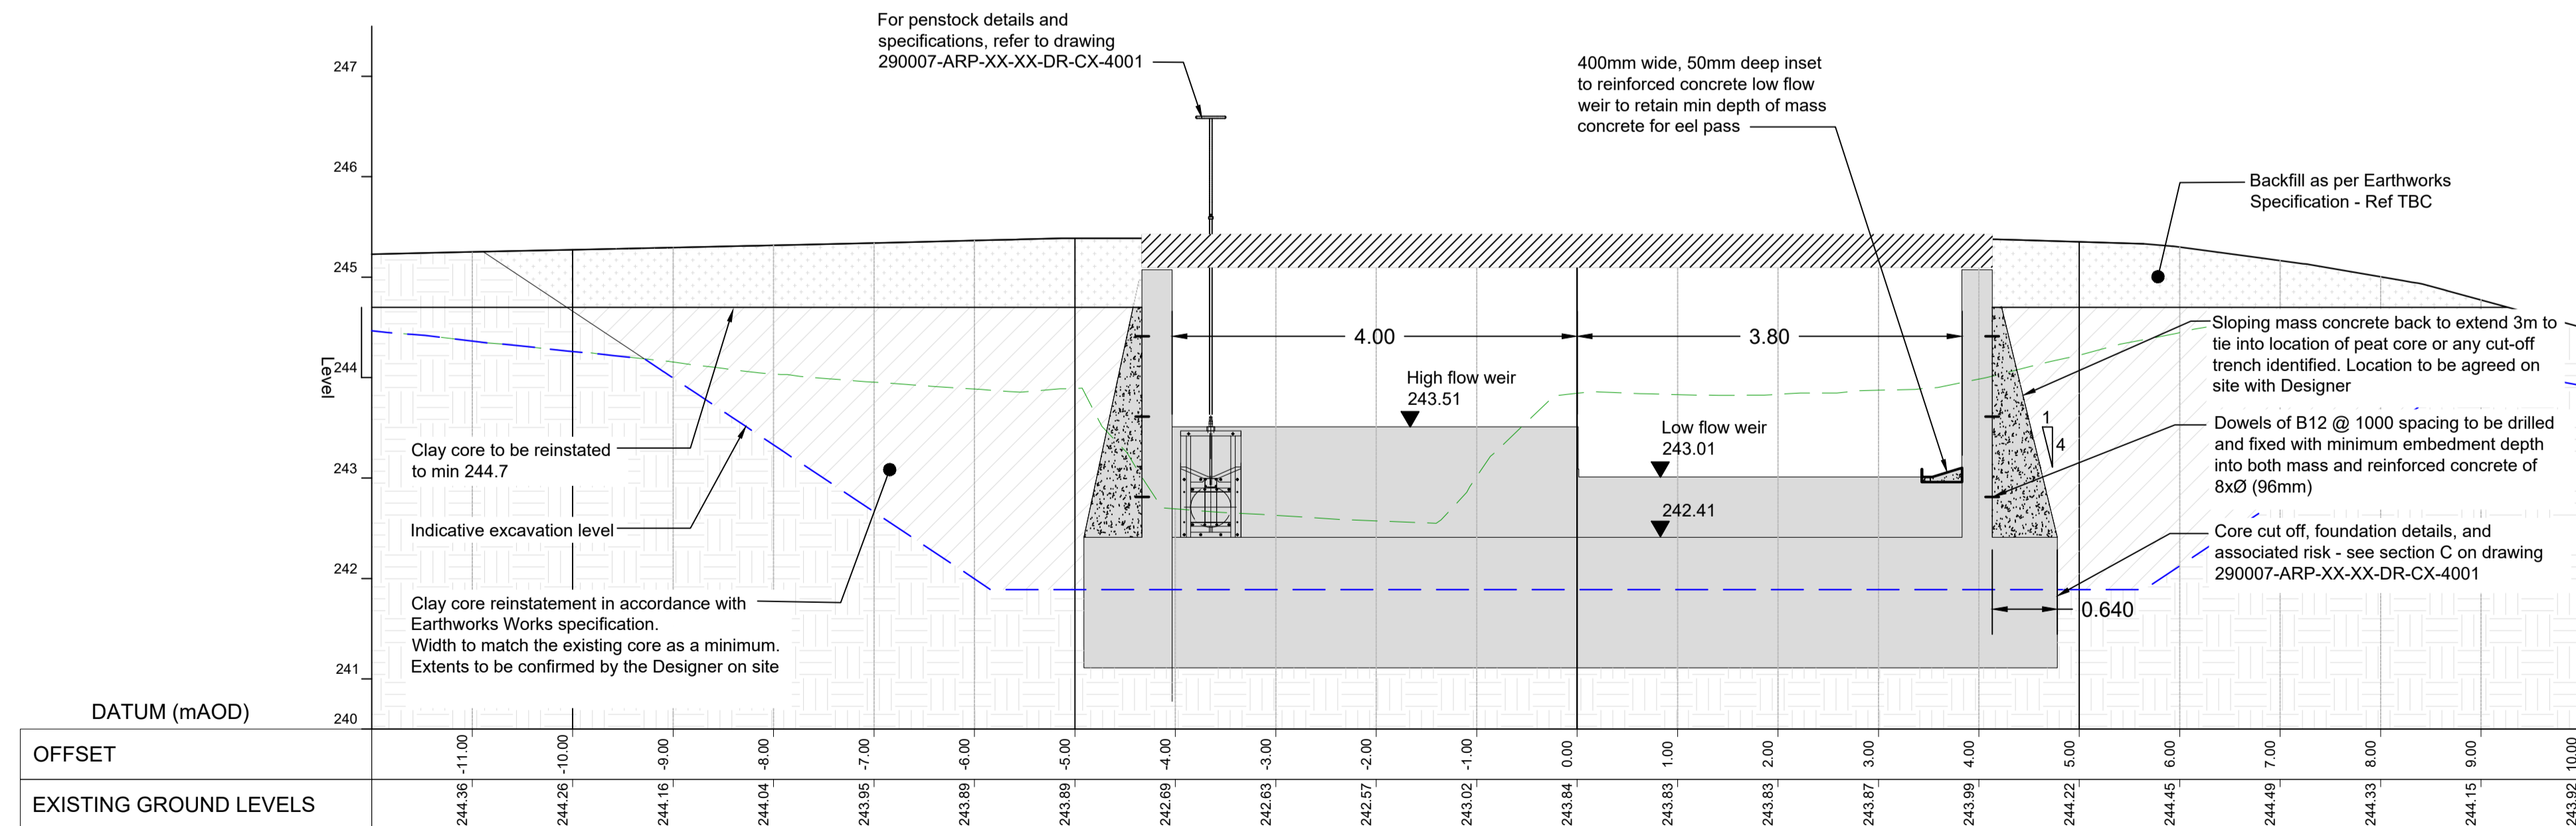 For penstock details and
specifications, refer to drawing
290007-ARP-XX-XX-DR-CX-4001
400mm wide, 50mm deep inset
to reinforced concrete low flow
weir to retain min depth of mass
concrete for eel pass
Backfill as per Earthworks
Specification - Ref TBC
247
246
245
244
243
242
241
240
Level
4.00
3.80
High flow weir
243.51
Low flow weir
243.01
242.41
Sloping mass concrete back to extend 3m to
tie into location of peat core or any cut-off
trench identified. Location to be agreed on
site with Designer
1
4
Dowels of B12 @ 1000 spacing to be drilled
and fixed with minimum embedment depth
into both mass and reinforced concrete of
8xØ (96mm)
Core cut off, foundation details, and
associated risk - see section C on drawing
290007-ARP-XX-XX-DR-CX-4001
0.640
Clay core to be reinstated
to min 244.7
Indicative excavation level
Clay core reinstatement in accordance with
Earthworks Works specification.
Width to match the existing core as a minimum.
Extents to be confirmed by the Designer on site
DATUM (mAOD)
OFFSET
-11.00
-10.00
-9.00
-8.00
-7.00
-6.00
-5.00
-4.00
-3.00
-2.00
-1.00
0.00
1.00
2.00
3.00
4.00
5.00
6.00
7.00
8.00
9.00
10.00
EXISTING GROUND LEVELS
244.36
244.26
244.16
244.04
243.95
243.89
243.89
242.69
242.63
242.57
243.02
243.84
243.83
243.83
243.87
243.99
244.22
244.45
244.49
244.33
244.15
243.92